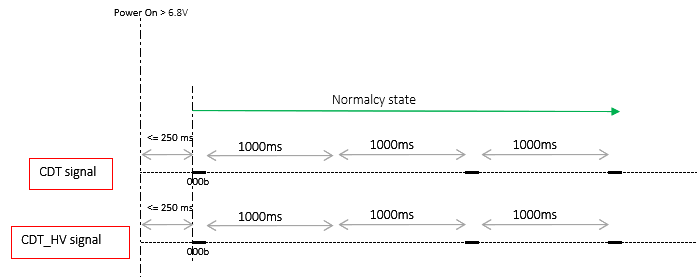 Power On > 6.8V
Normalcy state
<= 250 ms
1000ms
1000ms
1000ms
CDT signal
000b
<= 250 ms
1000ms
1000ms
1000ms
CDT_HV signal
000b